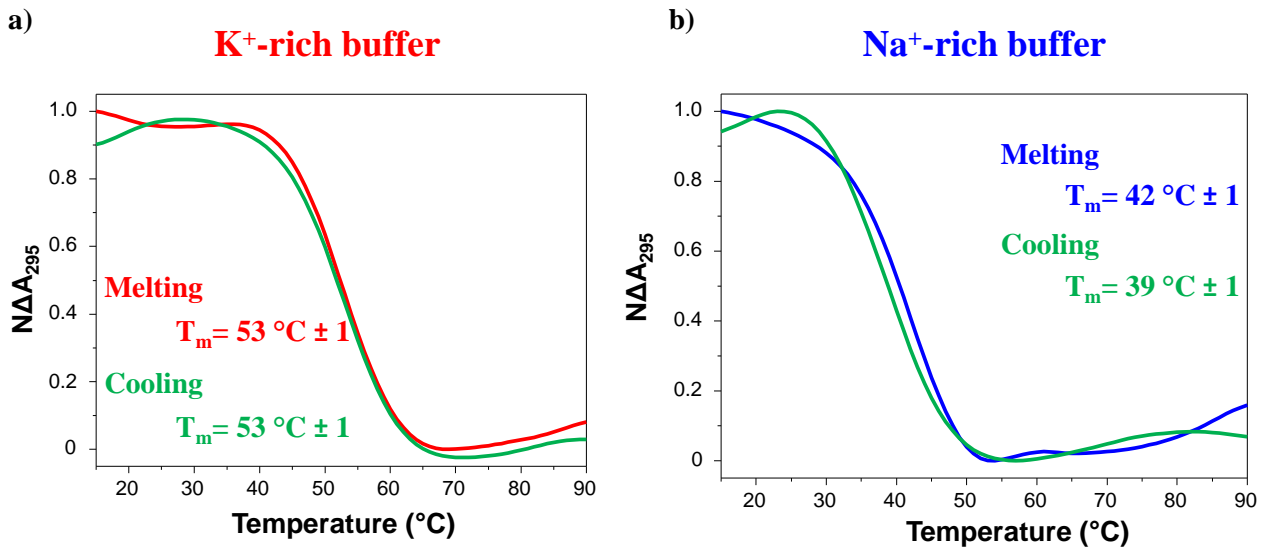 a)
K⁺-rich buffer
1.0
0.8
0.6
0.4
0.2
0
NΔA₂₉₅
Melting
Tₘ= 53 °C ± 1
Cooling
Tₘ= 53 °C ± 1
20 30 40 50 60 70 80 90
Temperature (°C)
b)
Na⁺-rich buffer
1.0
0.8
0.6
0.4
0.2
0
NΔA₂₉₅
Melting
Tₘ= 42 °C ± 1
Cooling
Tₘ= 39 °C ± 1
20 30 40 50 60 70 80 90
Temperature (°C)